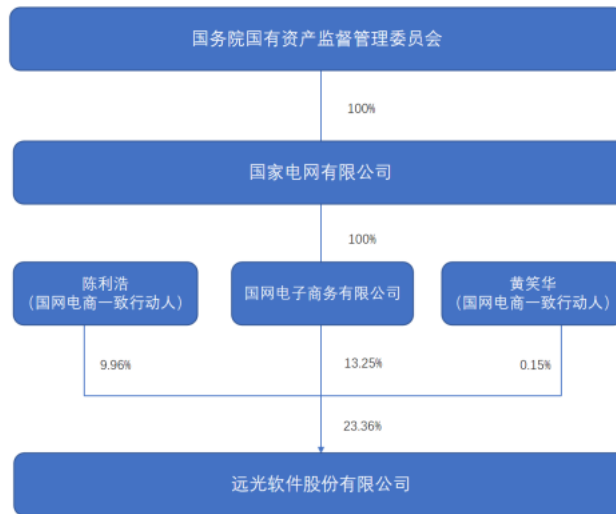 国务院国有资产监督管理委员会
100%
国家电网有限公司
100%
陈利浩
（国网电商一致行动人）
国网电子商务有限公司
黄笑华
（国网电商一致行动人）
9.96%
13.25%
0.15%
23.36%
远光软件股份有限公司